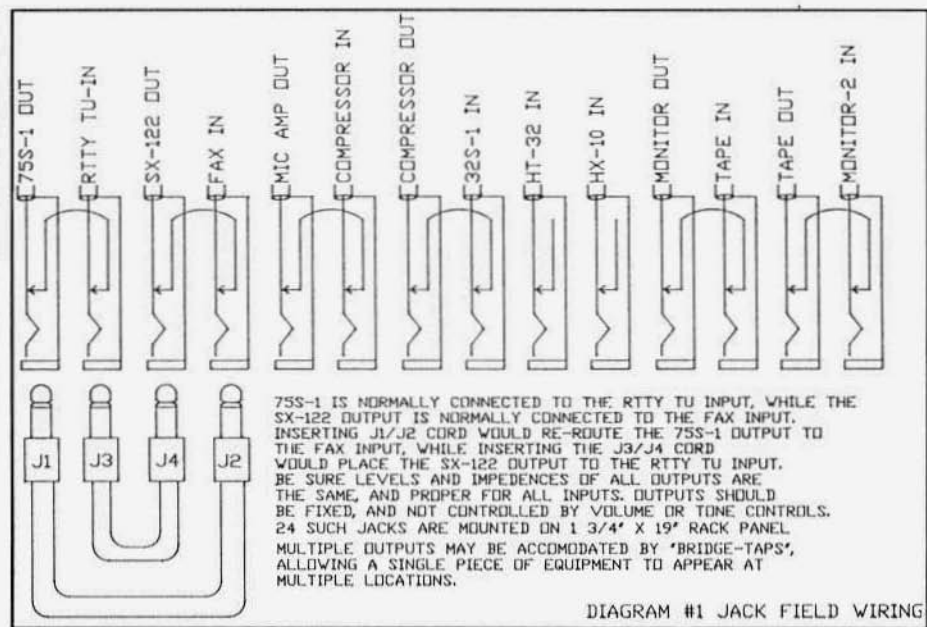 75S-1 OUT
RTTY TU-IN
SX-122 OUT
FAX IN
MIC AMP OUT
COMPRESSOR IN
COMPRESSOR OUT
32S-1 IN
HT-32 IN
HX-10 IN
MONITOR OUT
TAPE IN
TAPE OUT
MONITOR-2 IN
J1
J3
J4
J2
75S-1 IS NORMALLY CONNECTED TO THE RTTY TU INPUT, WHILE THE
SX-122 OUTPUT IS NORMALLY CONNECTED TO THE FAX INPUT.
INSERTING J1/J2 CORD WOULD RE-ROUTE THE 75S-1 OUTPUT TO
THE FAX INPUT, WHILE INSERTING THE J3/J4 CORD
WOULD PLACE THE SX-122 OUTPUT TO THE RTTY TU INPUT.
BE SURE LEVELS AND IMPEDENCES OF ALL OUTPUTS ARE
THE SAME, AND PROPER FOR ALL INPUTS. OUTPUTS SHOULD
BE FIXED, AND NOT CONTROLLED BY VOLUME OR TONE CONTROLS.
24 SUCH JACKS ARE MOUNTED ON 1 3/4" X 19" RACK PANEL
MULTIPLE OUTPUTS MAY BE ACCOMODATED BY "BRIDGE-TAPS",
ALLOWING A SINGLE PIECE OF EQUIPMENT TO APPEAR AT
MULTIPLE LOCATIONS.
DIAGRAM #1 JACK FIELD WIRING